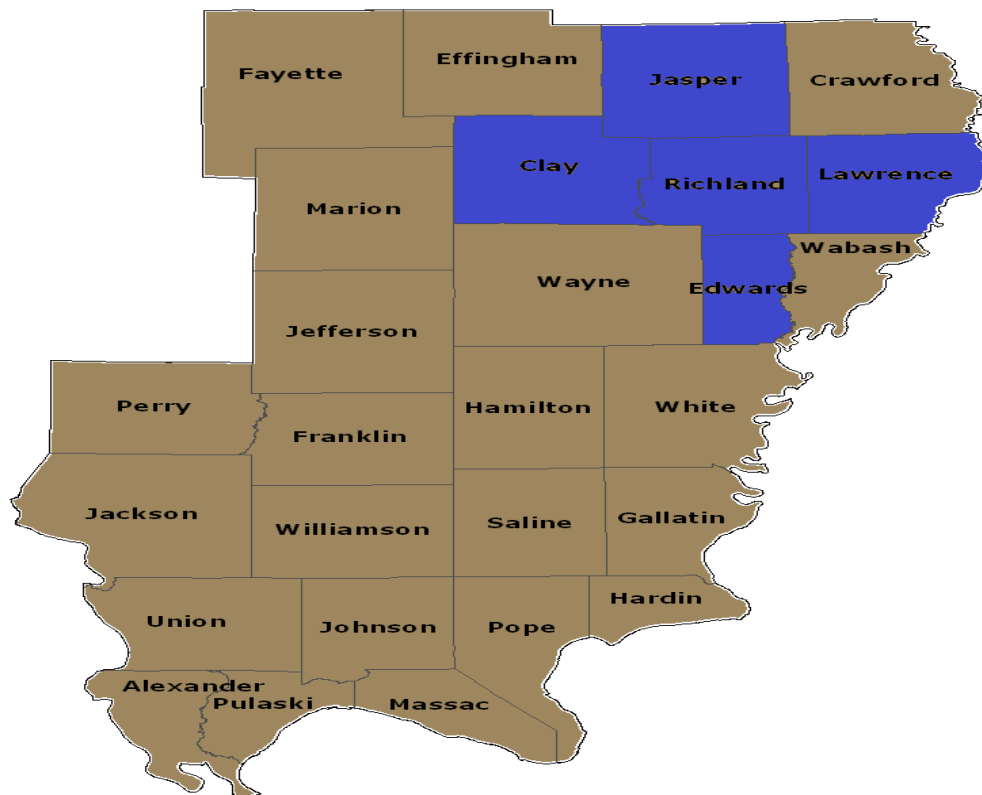 Effingham
Fayette
Jasper
Crawford
Clay
Lawrence
Richland
Marion
Wabash
Wayne
Edwards
Jefferson
Perry
Hamilton
White
Franklin
Jackson
Gallatin
Saline
Williamson
Hardin
Union
Johnson
Pope
Alexander
Pulaski
Massac